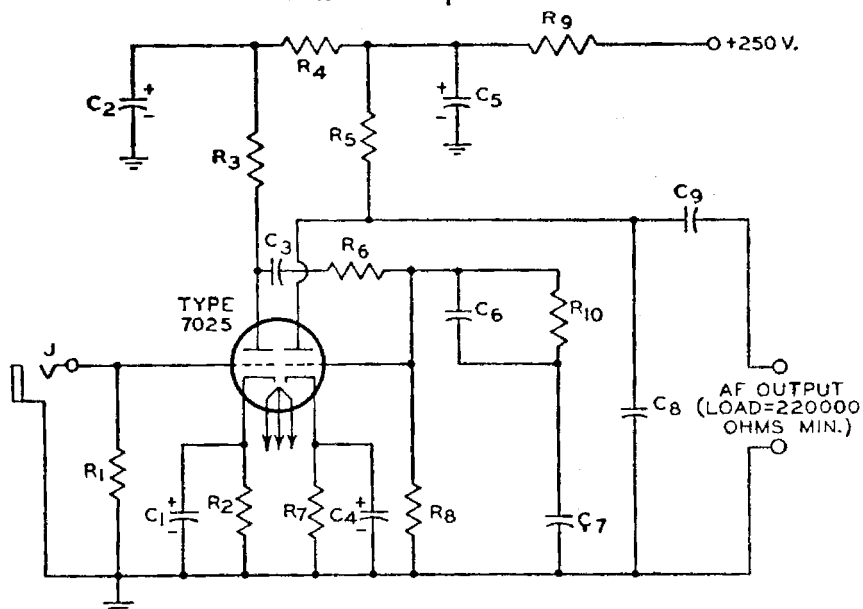 R9
+250 V.
R4
C2
+
-
+
-
C5
R5
R3
C9
C3
R6
TYPE
7025
C6
R10
J
AF OUTPUT
(LOAD=220000
OHMS MIN.)
C8
R1
C1
+
-
R2
R7
C4
+
-
R8
C7